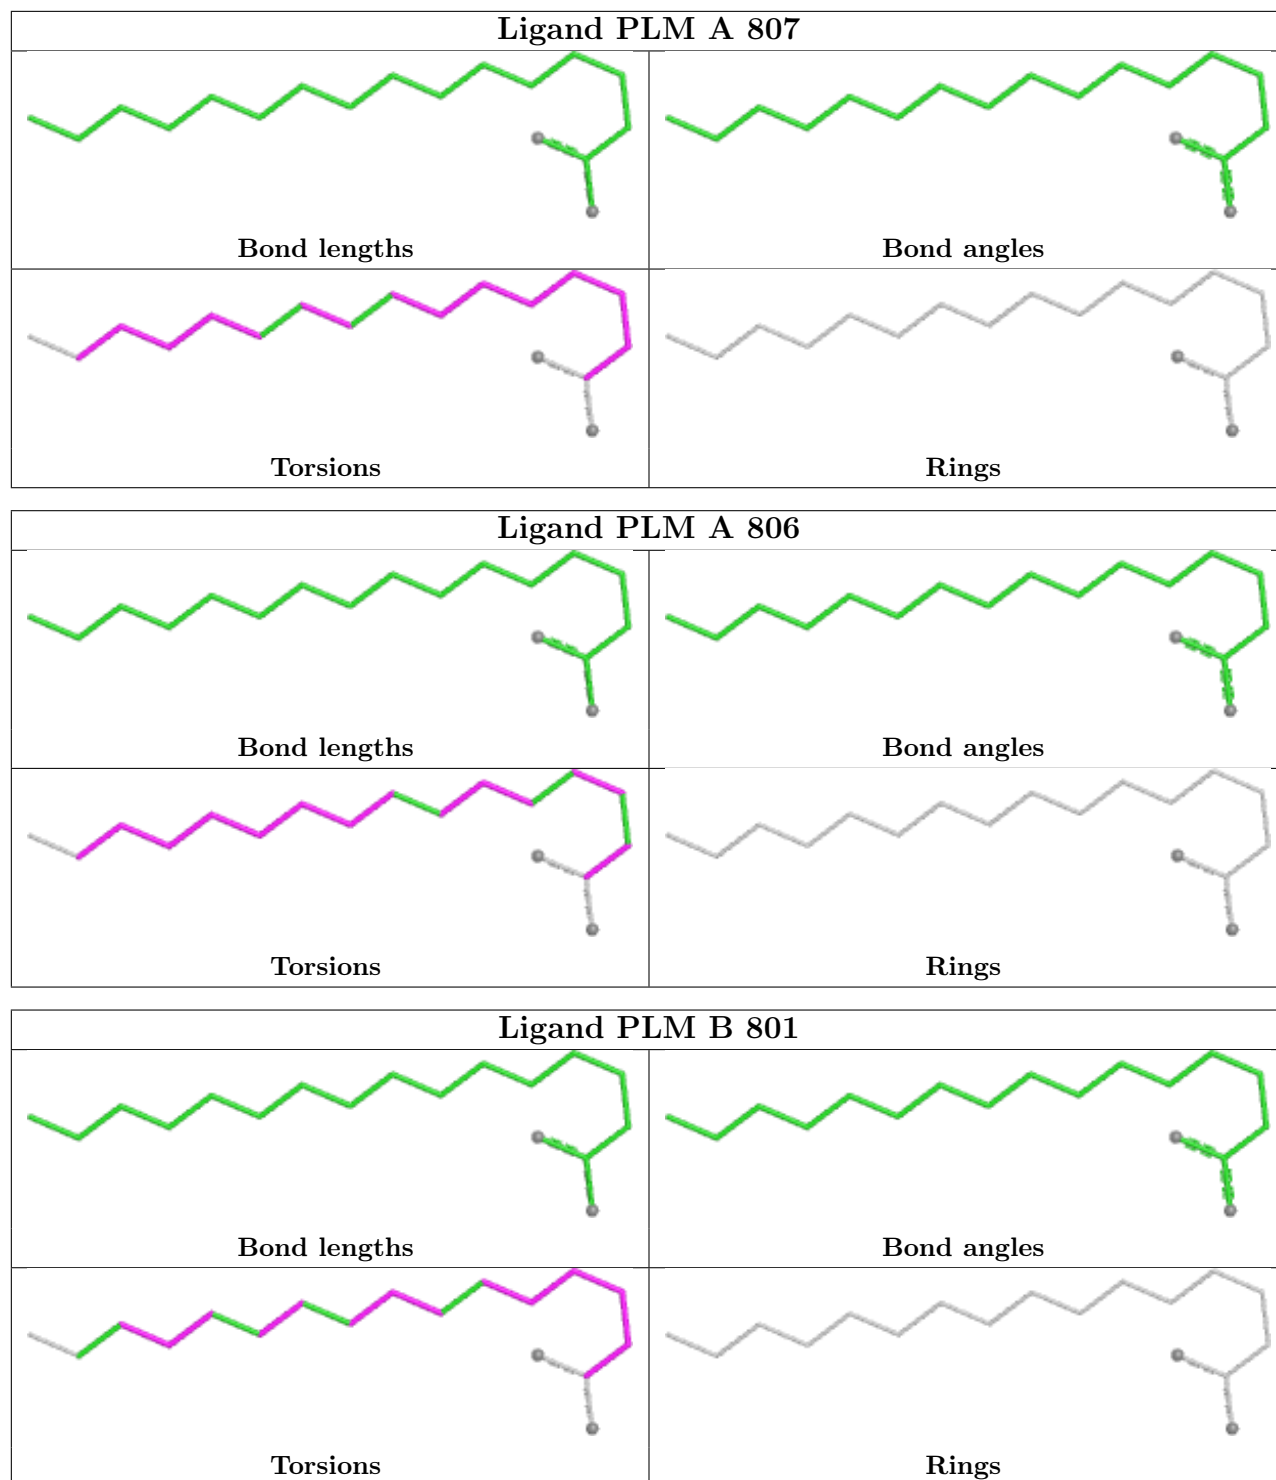 Ligand PLM A 807
Bond lengths
Bond angles
Torsions
Rings
Ligand PLM A 806
Bond lengths
Bond angles
Torsions
Rings
Ligand PLM B 801
Bond lengths
Bond angles
Torsions
Rings